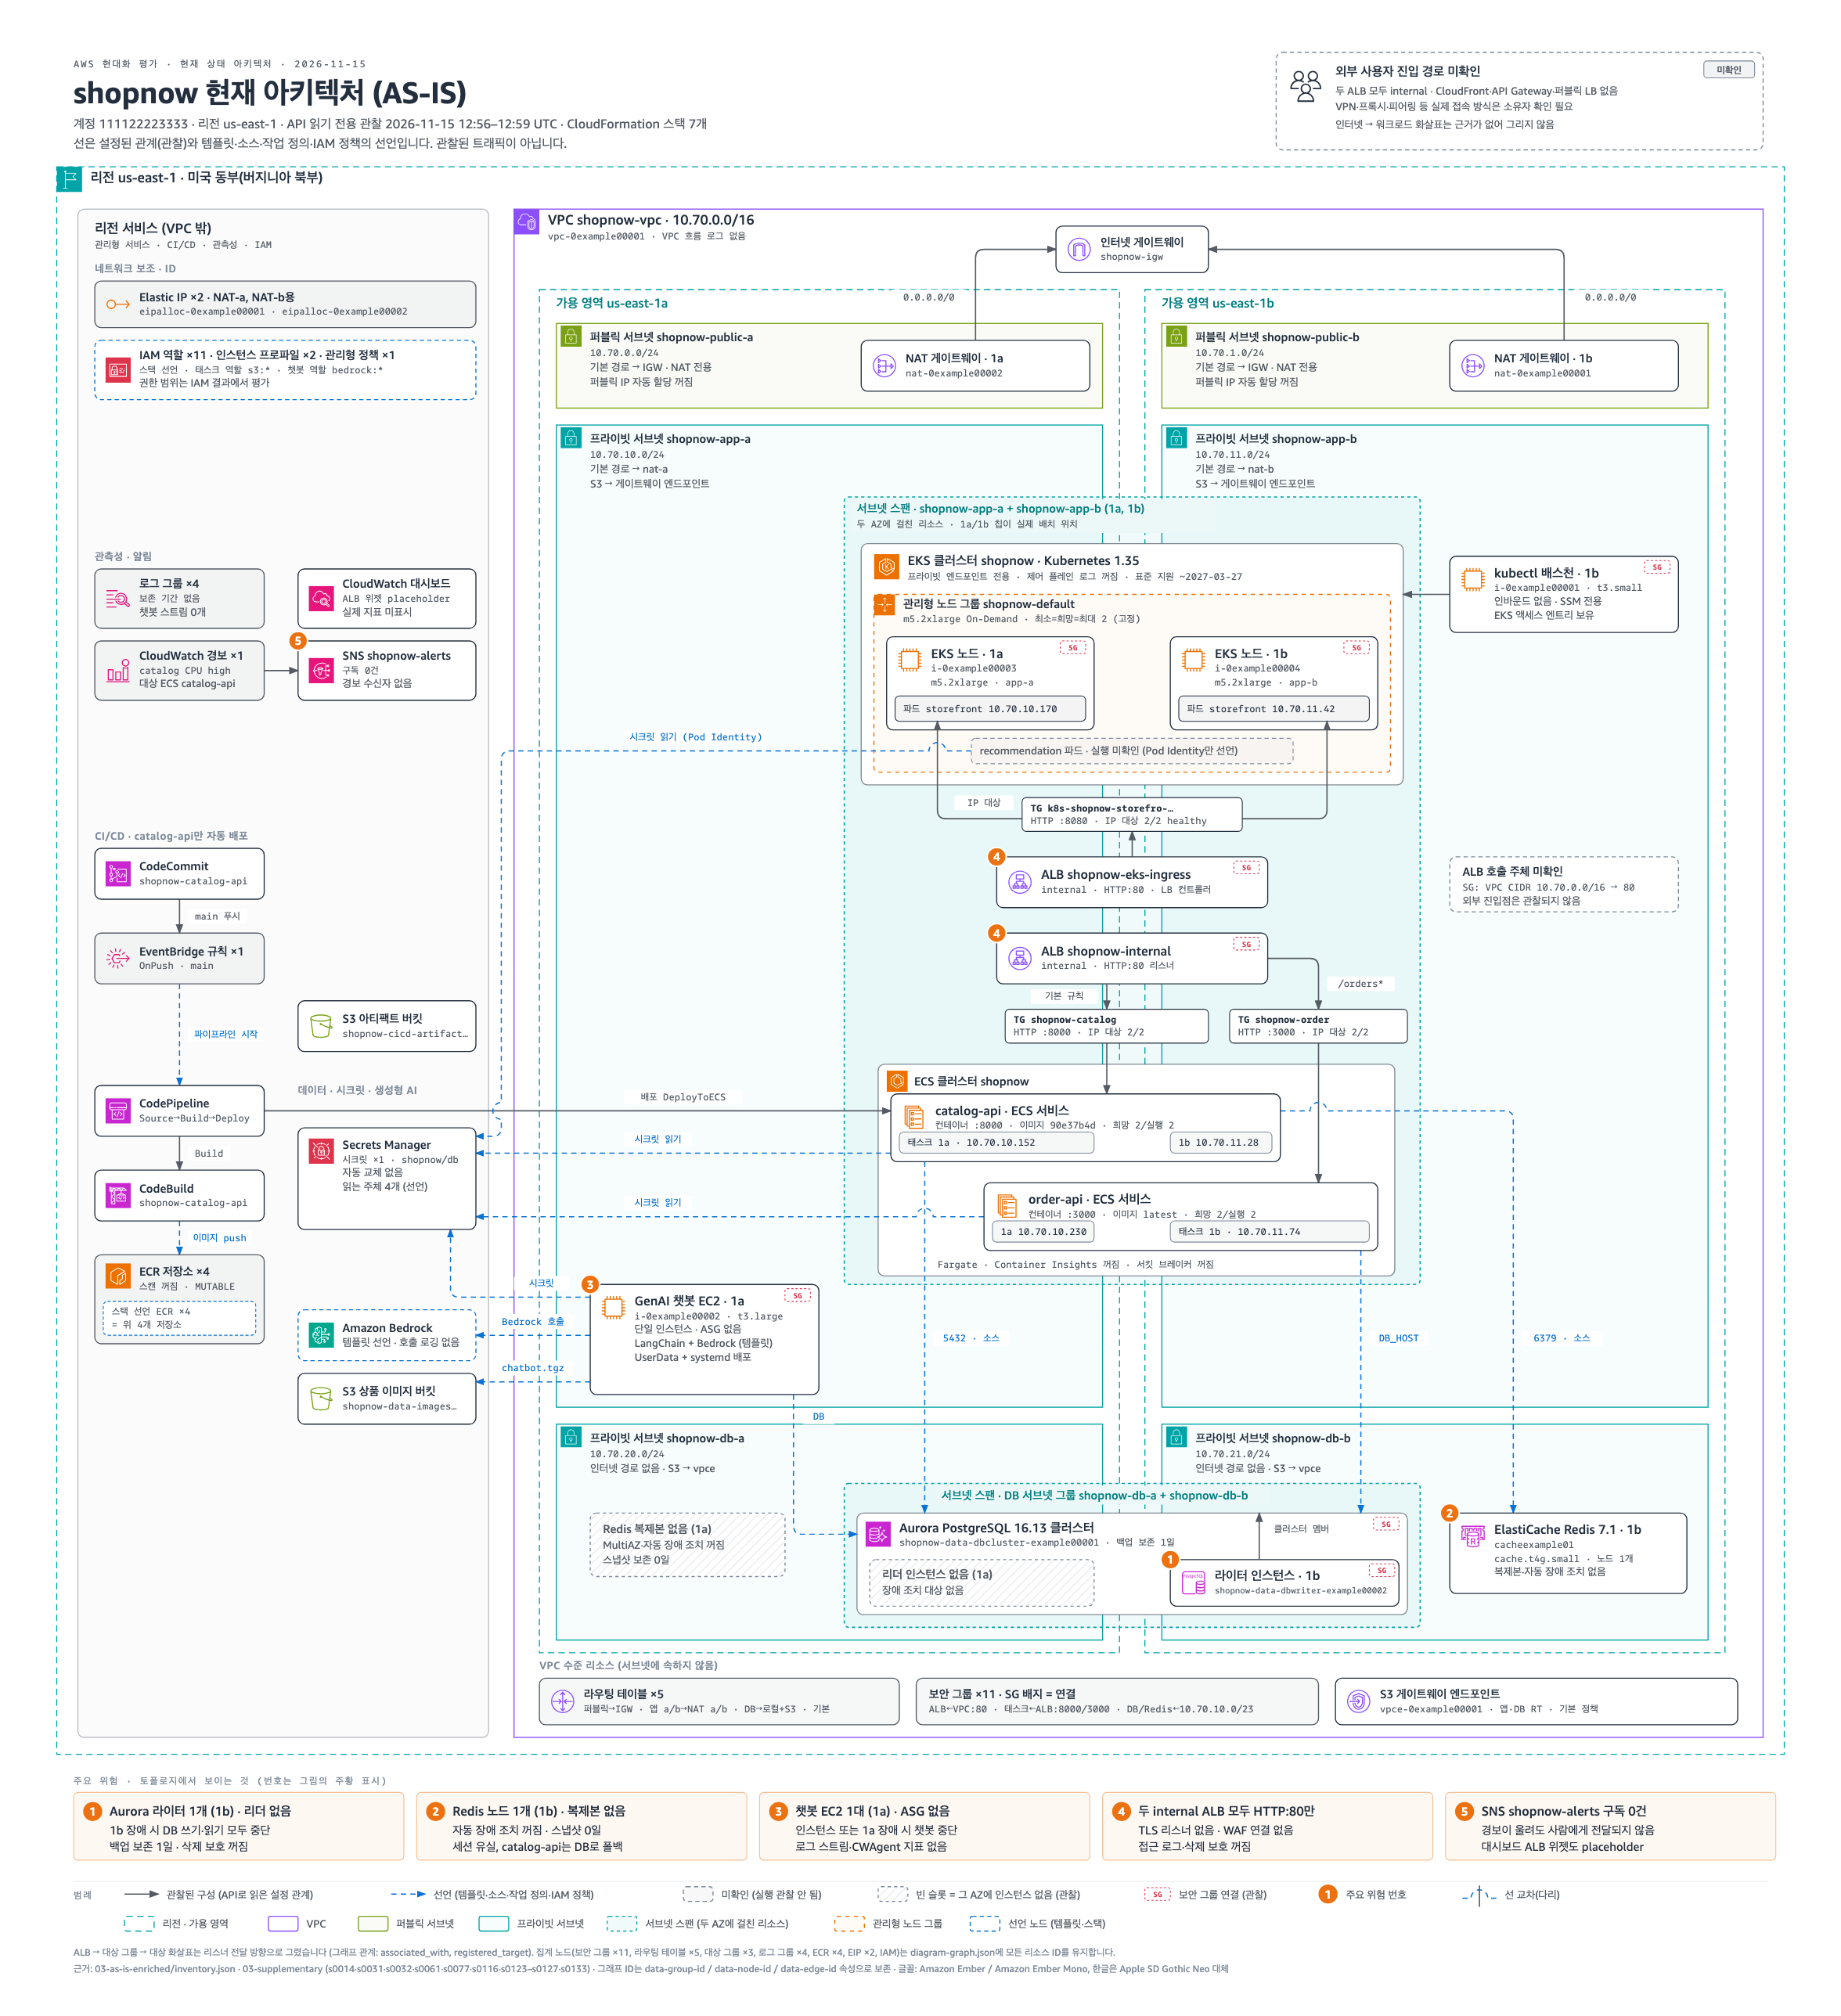 AWS 현대화 평가 · 현재 상태 아키텍처 · 2026-11-15
shopnow 현재 아키텍처 (AS-IS)
계정 111122223333 · 리전 us-east-1 · API 읽기 전용 관찰 2026-11-15 12:56–12:59 UTC · CloudFormation 스택 7개
선은 설정된 관계(관찰)와 템플릿·소스·작업 정의·IAM 정책의 선언입니다. 관찰된 트래픽이 아닙니다.
외부 사용자 진입 경로 미확인
미확인
두 ALB 모두 internal · CloudFront·API Gateway·퍼블릭 LB 없음
VPN·프록시·피어링 등 실제 접속 방식은 소유자 확인 필요
인터넷 → 워크로드 화살표는 근거가 없어 그리지 않음
리전 us-east-1 · 미국 동부(버지니아 북부)
리전 서비스 (VPC 밖)
관리형 서비스 · CI/CD · 관측성 · IAM
네트워크 보조 · ID
Elastic IP ×2 · NAT-a, NAT-b용
eipalloc-0example00001 · eipalloc-0example00002
IAM 역할 ×11 · 인스턴스 프로파일 ×2 · 관리형 정책 ×1
스택 선언 · 태스크 역할 s3:* · 챗봇 역할 bedrock:*
권한 범위는 IAM 결과에서 평가
관측성 · 알림
로그 그룹 ×4
보존 기간 없음
챗봇 스트림 0개
CloudWatch 대시보드
ALB 위젯 placeholder
실제 지표 미표시
CloudWatch 경보 ×1
catalog CPU high
대상 ECS catalog-api
5
SNS shopnow-alerts
구독 0건
경보 수신자 없음
CI/CD · catalog-api만 자동 배포
CodeCommit
shopnow-catalog-api
main 푸시
EventBridge 규칙 ×1
OnPush · main
파이프라인 시작
S3 아티팩트 버킷
shopnow-cicd-artifact…
CodePipeline
Source→Build→Deploy
Build
CodeBuild
shopnow-catalog-api
이미지 push
ECR 저장소 ×4
스캔 꺼짐 · MUTABLE
스택 선언 ECR ×4
= 위 4개 저장소
데이터 · 시크릿 · 생성형 AI
Secrets Manager
시크릿 ×1 · shopnow/db
자동 교체 없음
읽는 주체 4개 (선언)
Amazon Bedrock
템플릿 선언 · 호출 로깅 없음
S3 상품 이미지 버킷
shopnow-data-images…
VPC shopnow-vpc · 10.70.0.0/16
vpc-0example00001 · VPC 흐름 로그 없음
인터넷 게이트웨이
shopnow-igw
가용 영역 us-east-1a
0.0.0.0/0
가용 영역 us-east-1b
0.0.0.0/0
퍼블릭 서브넷 shopnow-public-a
10.70.0.0/24
기본 경로 → IGW · NAT 전용
퍼블릭 IP 자동 할당 꺼짐
NAT 게이트웨이 · 1a
nat-0example00002
퍼블릭 서브넷 shopnow-public-b
10.70.1.0/24
기본 경로 → IGW · NAT 전용
퍼블릭 IP 자동 할당 꺼짐
NAT 게이트웨이 · 1b
nat-0example00001
프라이빗 서브넷 shopnow-app-a
10.70.10.0/24
기본 경로 → nat-a
S3 → 게이트웨이 엔드포인트
프라이빗 서브넷 shopnow-app-b
10.70.11.0/24
기본 경로 → nat-b
S3 → 게이트웨이 엔드포인트
서브넷 스팬 · shopnow-app-a + shopnow-app-b (1a, 1b)
두 AZ에 걸친 리소스 · 1a/1b 칩이 실제 배치 위치
EKS 클러스터 shopnow · Kubernetes 1.35
프라이빗 엔드포인트 전용 · 제어 플레인 로그 꺼짐 · 표준 지원 ~2027-03-27
관리형 노드 그룹 shopnow-default
m5.2xlarge On-Demand · 최소=희망=최대 2 (고정)
EKS 노드 · 1a
SG
i-0example00003
m5.2xlarge · app-a
파드 storefront 10.70.10.170
EKS 노드 · 1b
SG
i-0example00004
m5.2xlarge · app-b
파드 storefront 10.70.11.42
recommendation 파드 · 실행 미확인 (Pod Identity만 선언)
시크릿 읽기 (Pod Identity)
kubectl 배스천 · 1b
SG
i-0example00001 · t3.small
인바운드 없음 · SSM 전용
EKS 액세스 엔트리 보유
IP 대상
TG k8s-shopnow-storefro-…
HTTP :8080 · IP 대상 2/2 healthy
4
ALB shopnow-eks-ingress
SG
internal · HTTP:80 · LB 컨트롤러
ALB 호출 주체 미확인
SG: VPC CIDR 10.70.0.0/16 → 80
외부 진입점은 관찰되지 않음
4
ALB shopnow-internal
SG
internal · HTTP:80 리스너
기본 규칙
/orders*
TG shopnow-catalog
HTTP :8000 · IP 대상 2/2
TG shopnow-order
HTTP :3000 · IP 대상 2/2
ECS 클러스터 shopnow
배포 DeployToECS
catalog-api · ECS 서비스
컨테이너 :8000 · 이미지 90e37b4d · 희망 2/실행 2
태스크 1a · 10.70.10.152
1b 10.70.11.28
시크릿 읽기
order-api · ECS 서비스
컨테이너 :3000 · 이미지 latest · 희망 2/실행 2
1a 10.70.10.230
태스크 1b · 10.70.11.74
시크릿 읽기
Fargate · Container Insights 꺼짐 · 서킷 브레이커 꺼짐
시크릿
Bedrock 호출
chatbot.tgz
3
GenAI 챗봇 EC2 · 1a
SG
i-0example00002 · t3.large
단일 인스턴스 · ASG 없음
LangChain + Bedrock (템플릿)
UserData + systemd 배포
DB
5432 · 소스
DB_HOST
6379 · 소스
프라이빗 서브넷 shopnow-db-a
10.70.20.0/24
인터넷 경로 없음 · S3 → vpce
프라이빗 서브넷 shopnow-db-b
10.70.21.0/24
인터넷 경로 없음 · S3 → vpce
서브넷 스팬 · DB 서브넷 그룹 shopnow-db-a + shopnow-db-b
Redis 복제본 없음 (1a)
MultiAZ·자동 장애 조치 꺼짐
스냅샷 보존 0일
Aurora PostgreSQL 16.13 클러스터
shopnow-data-dbcluster-example00001 · 백업 보존 1일
클러스터 멤버
SG
리더 인스턴스 없음 (1a)
장애 조치 대상 없음
1
라이터 인스턴스 · 1b
SG
shopnow-data-dbwriter-example00002
2
ElastiCache Redis 7.1 · 1b
cacheexample01
cache.t4g.small · 노드 1개
복제본·자동 장애 조치 없음
VPC 수준 리소스 (서브넷에 속하지 않음)
라우팅 테이블 ×5
퍼블릭→IGW · 앱 a/b→NAT a/b · DB→로컬+S3 · 기본
보안 그룹 ×11 · SG 배지 = 연결
ALB←VPC:80 · 태스크←ALB:8000/3000 · DB/Redis←10.70.10.0/23
S3 게이트웨이 엔드포인트
vpce-0example00001 · 앱·DB RT · 기본 정책
주요 위험 · 토폴로지에서 보이는 것 (번호는 그림의 주황 표시)
1 Aurora 라이터 1개 (1b) · 리더 없음
1b 장애 시 DB 쓰기·읽기 모두 중단
백업 보존 1일 · 삭제 보호 꺼짐
2 Redis 노드 1개 (1b) · 복제본 없음
자동 장애 조치 꺼짐 · 스냅샷 0일
세션 유실, catalog-api는 DB로 폴백
3 챗봇 EC2 1대 (1a) · ASG 없음
인스턴스 또는 1a 장애 시 챗봇 중단
로그 스트림·CWAgent 지표 없음
4 두 internal ALB 모두 HTTP:80만
TLS 리스너 없음 · WAF 연결 없음
접근 로그·삭제 보호 꺼짐
5 SNS shopnow-alerts 구독 0건
경보가 울려도 사람에게 전달되지 않음
대시보드 ALB 위젯도 placeholder
범례
관찰된 구성 (API로 읽은 설정 관계)
선언 (템플릿·소스·작업 정의·IAM 정책)
미확인 (실행 관찰 안 됨)
빈 슬롯 = 그 AZ에 인스턴스 없음 (관찰)
SG 보안 그룹 연결 (관찰)
1 주요 위험 번호
선 교차(다리)
리전 · 가용 영역
VPC
퍼블릭 서브넷
프라이빗 서브넷
서브넷 스팬 (두 AZ에 걸친 리소스)
관리형 노드 그룹
선언 노드 (템플릿·스택)
ALB → 대상 그룹 → 대상 화살표는 리스너 전달 방향으로 그렸습니다 (그래프 관계: associated_with, registered_target). 집계 노드(보안 그룹 ×11, 라우팅 테이블 ×5, 대상 그룹 ×3, 로그 그룹 ×4, ECR ×4, EIP ×2, IAM)는 diagram-graph.json에 모든 리소스 ID를 유지합니다.
근거: 03-as-is-enriched/inventory.json · 03-supplementary (s0014·s0031·s0032·s0061·s0077·s0116·s0123–s0127·s0133) · 그래프 ID는 data-group-id / data-node-id / data-edge-id 속성으로 보존 · 글꼴: Amazon Ember / Amazon Ember Mono, 한글은 Apple SD Gothic Neo 대체